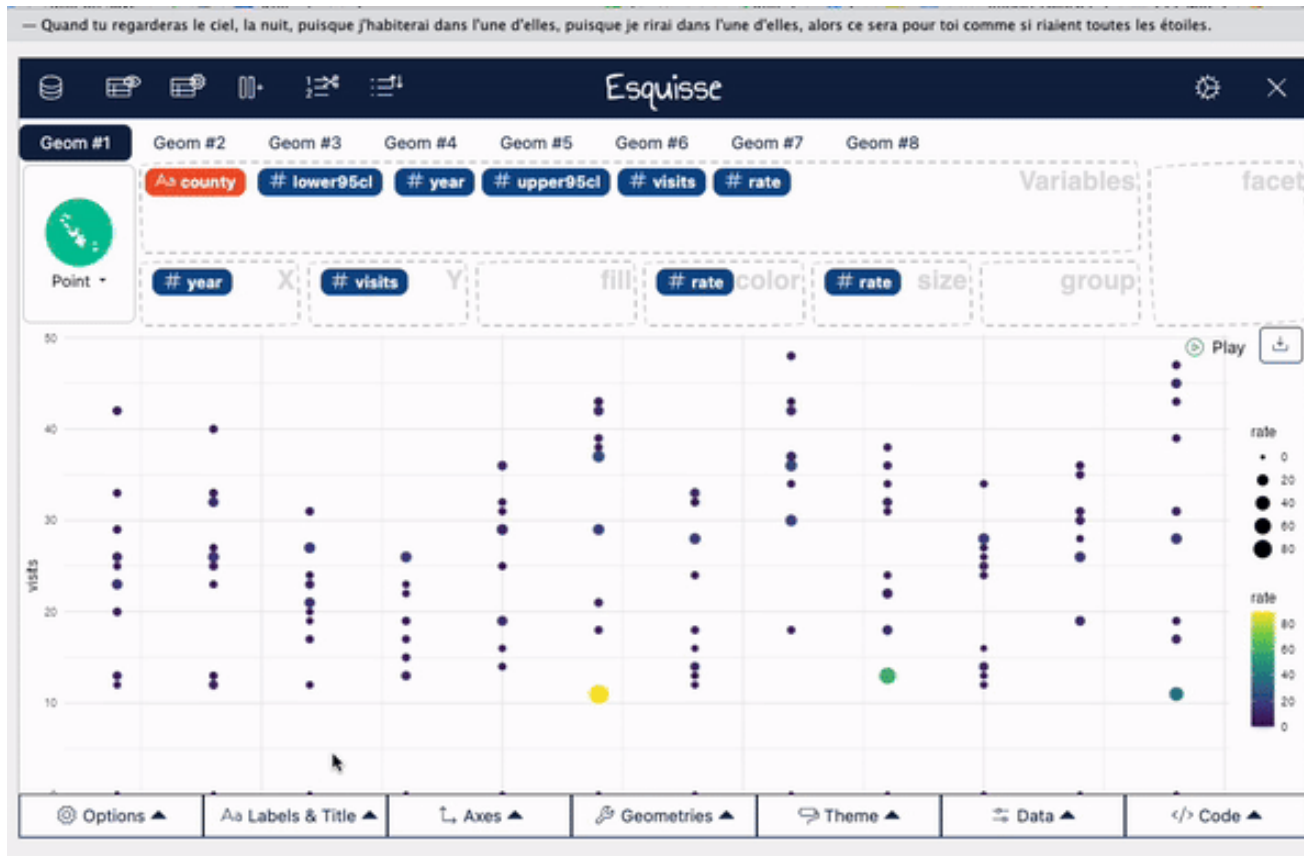 — Quand tu regarderas le ciel, la nuit, puisque j'habiterai dans l'une d'elles, puisque je rirai dans l'une d'elles, alors ce sera pour toi comme si riaient toutes les étoiles.
Esquisse
Geom #1 Geom #2 Geom #3 Geom #4 Geom #5 Geom #6 Geom #7 Geom #8
Aa county # lower95cl # year # upper95cl # visits # rate Variables facet
Point
# year X # visits Y fill # rate color # rate size group
Play
50
40
30
20
10
0
visits
rate
0
20
40
60
80
rate
80
60
40
20
0
Options Aa Labels & Title Axes Geometries Theme Data </> Code